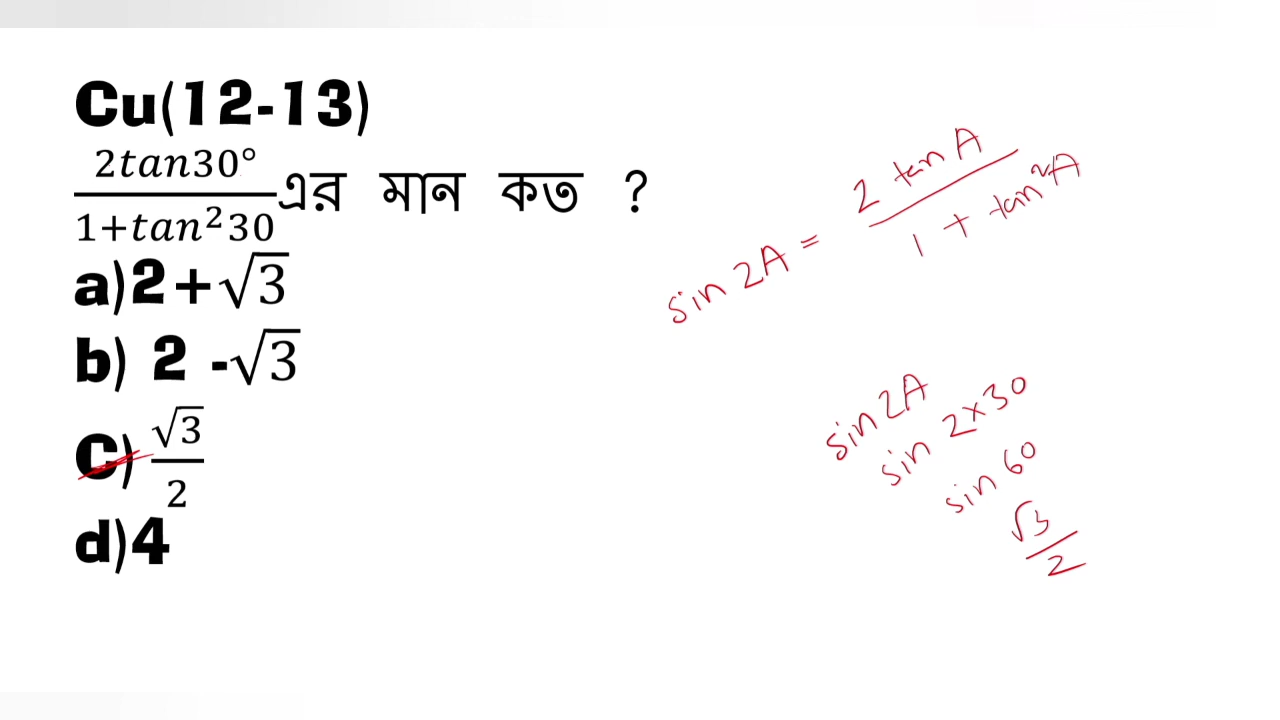 Cu(12-13)
2tan30°
1+tan²30
এর মান কত ?
a)2+√3
b) 2 -√3
C) √3/2
d)4
sin 2A = 2 tan A / 1 + tan²A
sin 2A
sin 2×30
sin 60
√3
2